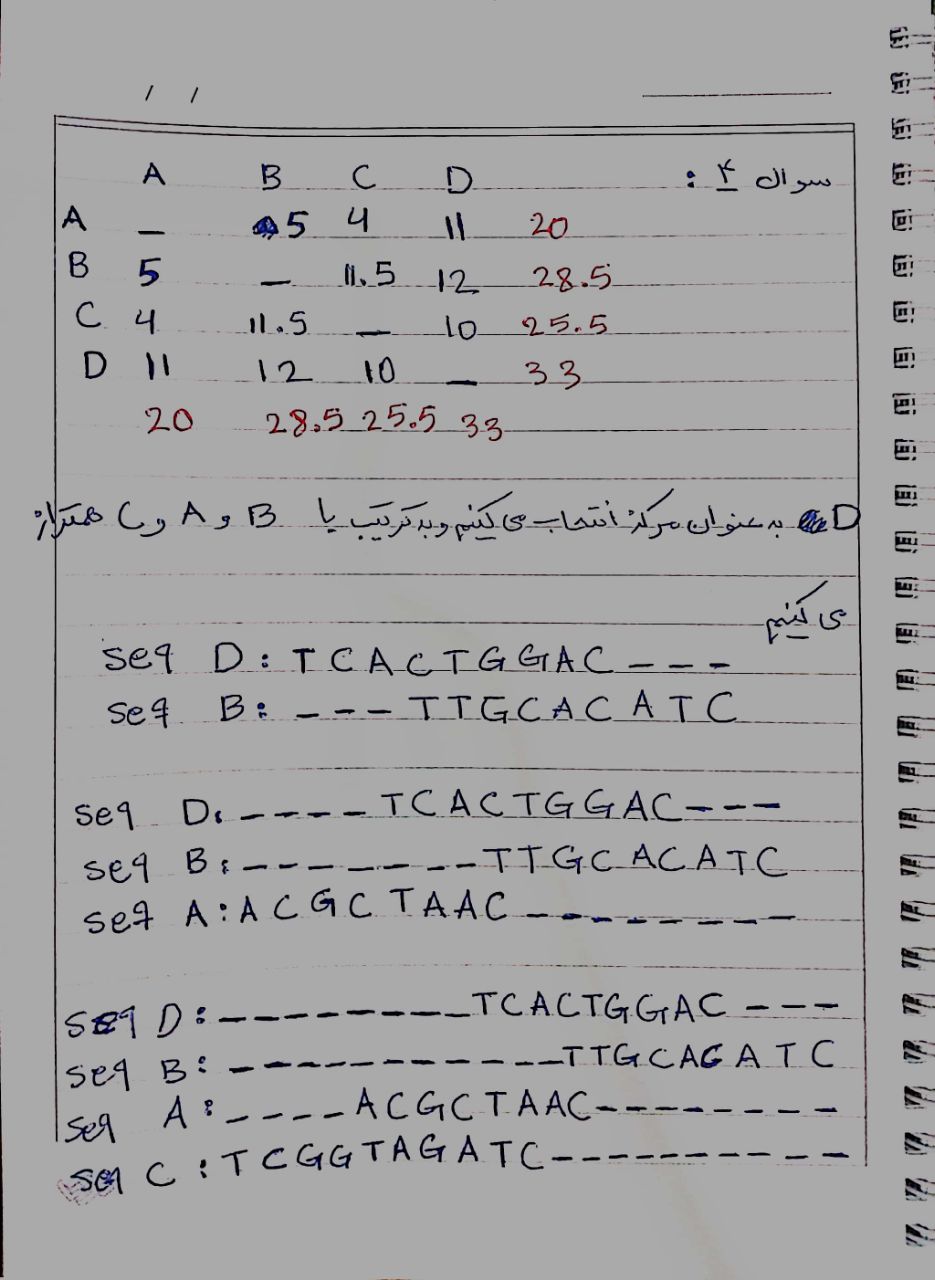 / /
سوال ۴ :
A B C D
A – 5 4 11 20
B 5 – 11.5 12 28.5
C 4 11.5 – 10 25.5
D 11 12 10 – 33
20 28.5 25.5 33
D به عنوان مرکز انتخاب می کنیم و به ترتیب با B و A و C همتراز
می کنیم
seq D: TCACTGGAC---
seq B: ---TTGCACATC
seq D: ----TCACTGGAC---
seq B: -------TTGCACATC
seq A: ACGCTAAC--------
seq D: --------TCACTGGAC---
seq B: -----------TTGCACATC
seq A: ----ACGCTAAC--------
seq C: TCGGTAGATC----------